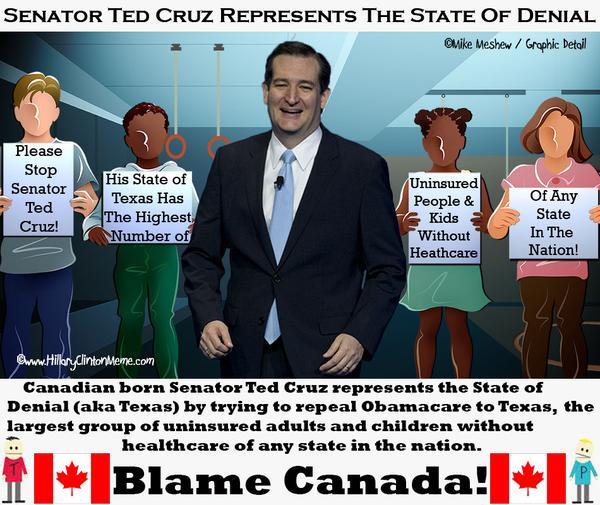 Senator Ted Cruz Represents The State Of Denial
©Mike Meshew / Graphic Detail
Please
Stop
Senator
Ted
Cruz!
His State of
Texas Has
The Highest
Number of
Uninsured
People &
Kids
Without
Heathcare
Of Any
State
In The
Nation!
©www.HillaryClintonMeme.com
Canadian born Senator Ted Cruz represents the State of
Denial (aka Texas) by trying to repeal Obamacare to Texas, the
largest group of uninsured adults and children without
healthcare of any state in the nation.
T
Blame Canada!
P